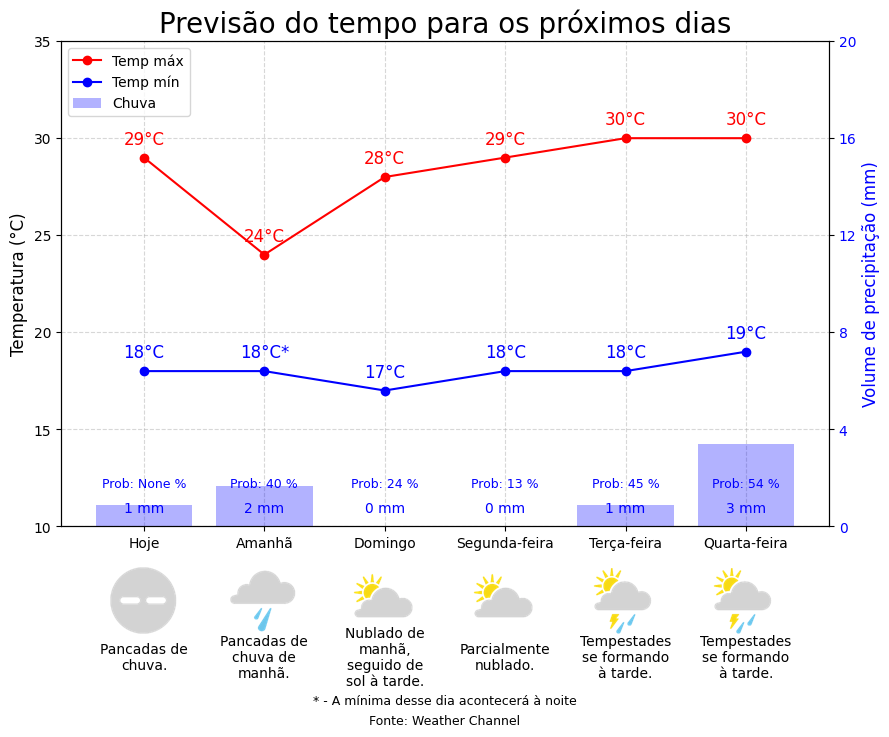 Previsão do tempo para os próximos dias
Temp máx
Temp mín
Chuva
Temperatura (°C)
35
30
25
20
15
10
Volume de precipitação (mm)
20
16
12
8
4
0
29°C
24°C
28°C
29°C
30°C
30°C
18°C
18°C*
17°C
18°C
18°C
19°C
Prob: None %
Prob: 40 %
Prob: 24 %
Prob: 13 %
Prob: 45 %
Prob: 54 %
1 mm
2 mm
0 mm
0 mm
1 mm
3 mm
Hoje
Amanhã
Domingo
Segunda-feira
Terça-feira
Quarta-feira
Pancadas de
chuva.
Pancadas de
chuva de
manhã.
Nublado de
manhã,
seguido de
sol à tarde.
Parcialmente
nublado.
Tempestades
se formando
à tarde.
Tempestades
se formando
à tarde.
* - A mínima desse dia acontecerá à noite
Fonte: Weather Channel